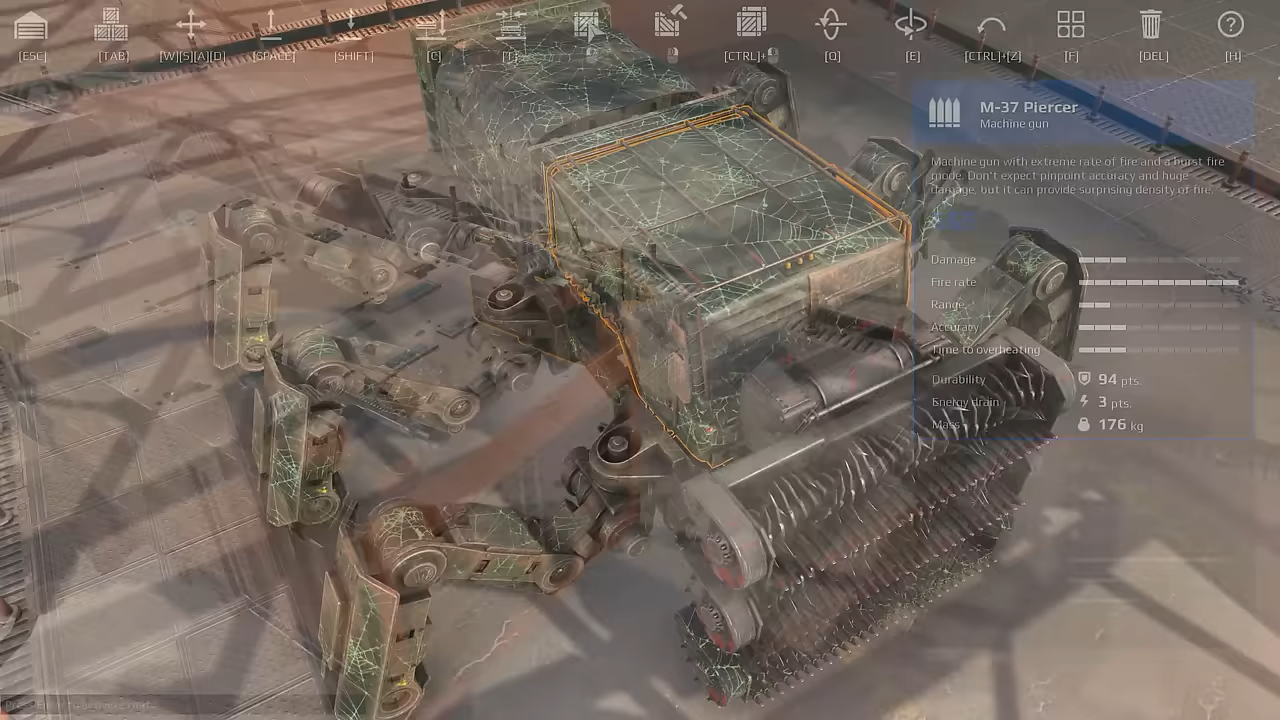 [ESC] [TAB] [W][S][A][D] [SPACE] [SHIFT] [C] [T] [CTRL]+ [Q] [E] [CTRL]+[Z] [F] [DEL] [H]
M-37 Piercer
Machine gun
Machine gun with extreme rate of fire and a burst fire
mode. Don't expect pinpoint accuracy and huge
damage, but it can provide surprising density of fire.
Damage
Fire rate
Range
Accuracy
Time to overheating
Durability 94 pts.
Energy drain 3 pts.
Mass 176 kg